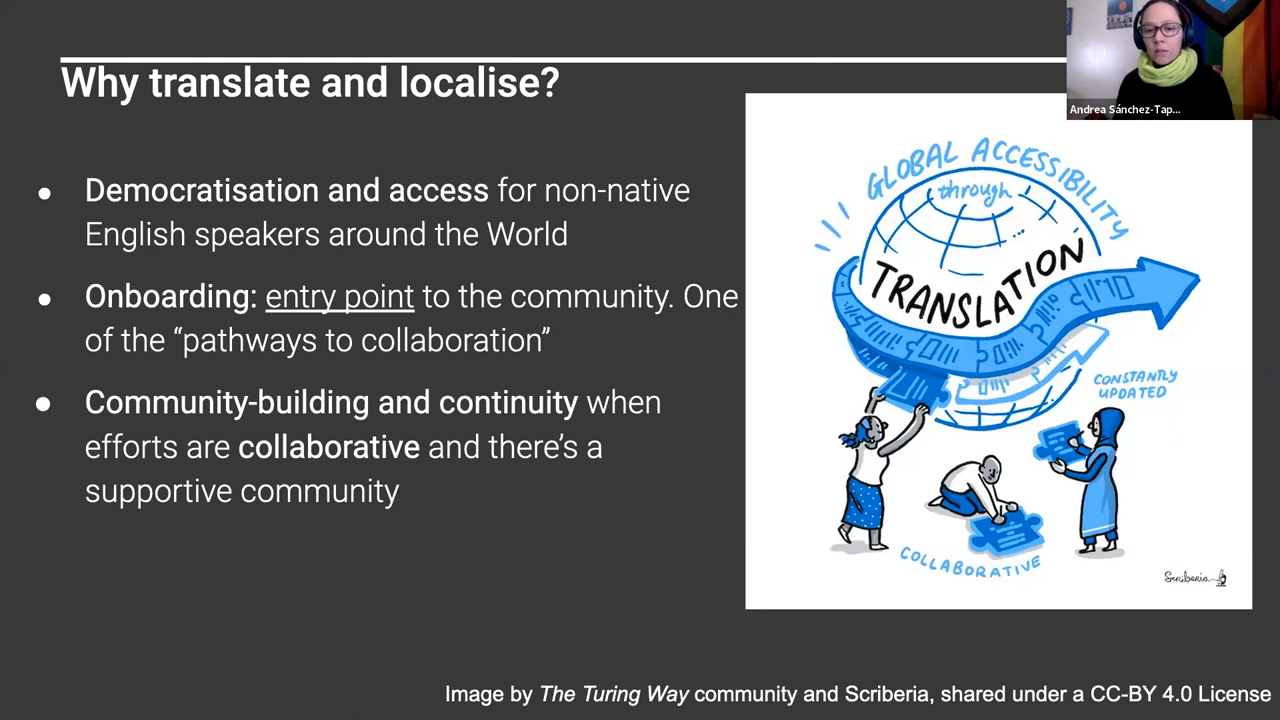 Andrea Sánchez-Tap...
Why translate and localise?
● Democratisation and access for non-native
English speakers around the World
● Onboarding: entry point to the community. One
of the “pathways to collaboration”
● Community-building and continuity when
efforts are collaborative and there’s a
supportive community
GLOBAL ACCESSIBILITY
through
TRANSLATION
CONSTANTLY
UPDATED
COLLABORATIVE
Scriberia
Image by The Turing Way community and Scriberia, shared under a CC-BY 4.0 License